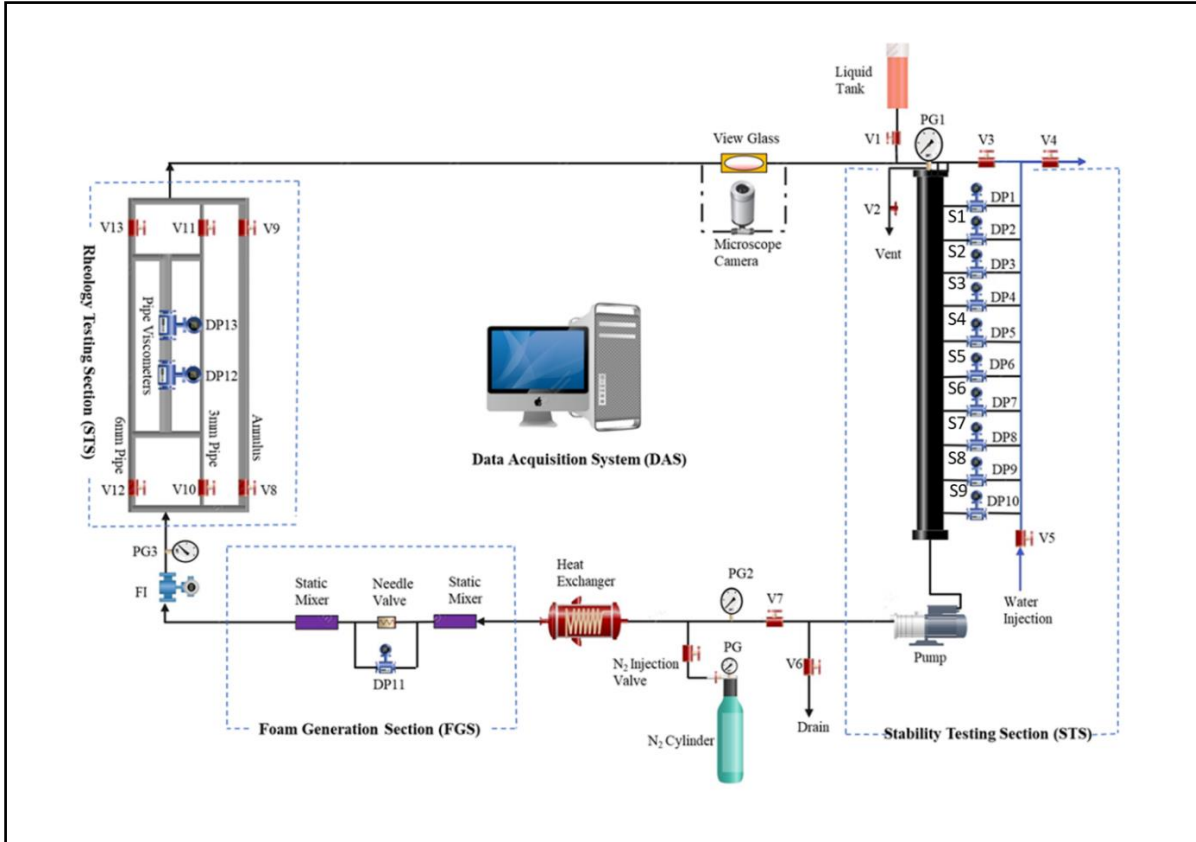 Liquid
Tank
PG1
V1
V3
V4
View Glass
V2
Vent
Microscope
Camera
DP1
S1
DP2
S2
DP3
S3
DP4
S4
DP5
S5
DP6
S6
DP7
S7
DP8
S8
DP9
S9
DP10
V5
Water
Injection
Rheology Testing Section (STS)
V13
V11
V9
Pipe Viscometers
DP13
DP12
6mm Pipe
3mm Pipe
Annulus
V12
V10
V8
Data Acquisition System (DAS)
PG3
FI
Static
Mixer
Needle
Valve
Static
Mixer
DP11
Foam Generation Section (FGS)
Heat
Exchanger
PG2
V7
N₂ Injection
Valve
PG
N₂ Cylinder
V6
Drain
Pump
Stability Testing Section (STS)